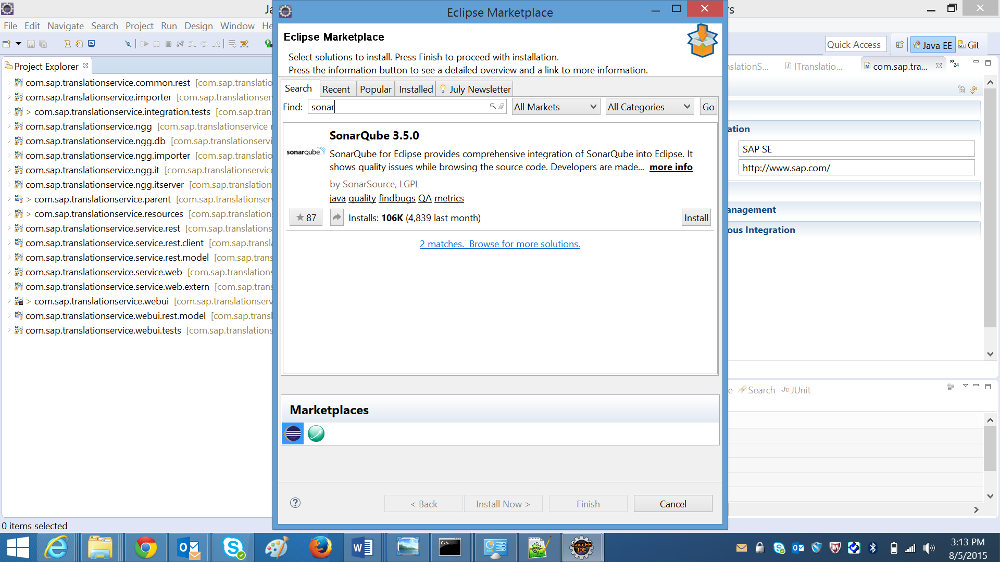 Ja
rs
File Edit Navigate Search Project Run Design Window He
Quick Access
Java EE
Git
Project Explorer
com.sap.translationservice.common.rest [com.sap.translatio
com.sap.translationservice.importer [com.sap.translationserv
> com.sap.translationservice.integration.tests [com.sap.trans
com.sap.translationservice.ngg [com.sap.translationservice r
com.sap.translationservice.ngg.db [com.sap.translationservi
com.sap.translationservice.ngg.importer [com.sap.translatio
com.sap.translationservice.ngg.it [com.sap.translationservice
com.sap.translationservice.ngg.itserver [com.sap.translation
> com.sap.translationservice.parent [com.sap.translationserv
> com.sap.translationservice.resources [com.sap.translations
com.sap.translationservice.service.rest [com.sap.translations
com.sap.translationservice.service.rest.client [com.sap.transla
com.sap.translationservice.service.rest.model [com.sap.trans
com.sap.translationservice.service.web [com.sap.translations
com.sap.translationservice.service.web.extern [com.sap.trans
> com.sap.translationservice.webui [com.sap.translationserv
com.sap.translationservice.webui.rest.model [com.sap.transl
com.sap.translationservice.webui.tests [com.sap.translations
0 items selected
Eclipse Marketplace
Eclipse Marketplace
Select solutions to install. Press Finish to proceed with installation.
Press the information button to see a detailed overview and a link to more information.
Search Recent Popular Installed July Newsletter
Find: sonar All Markets All Categories Go
SonarQube 3.5.0
sonarqube
SonarQube for Eclipse provides comprehensive integration of SonarQube into Eclipse. It
shows quality issues while browsing the source code. Developers are made... more info
by SonarSource, LGPL
java quality findbugs QA metrics
87 Installs: 106K (4,839 last month) Install
2 matches. Browse for more solutions.
Marketplaces
< Back Install Now > Finish Cancel
nslationS... ITranslatio... com.sap.tra... »24
ation
SAP SE
http://www.sap.com/
anagement
ous Integration
e Search JUnit
Java EE
IDE
3:13 PM
8/5/2015